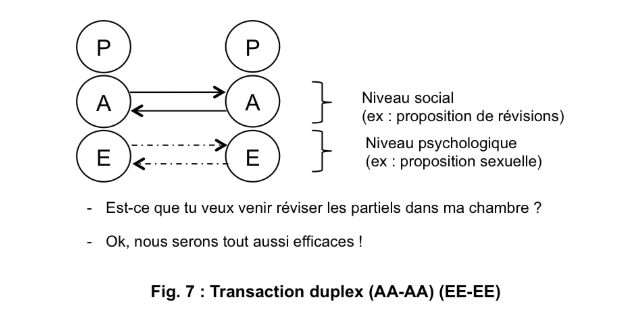 P P
A A
Niveau social
(ex : proposition de révisions)
E E
Niveau psychologique
(ex : proposition sexuelle)
- Est-ce que tu veux venir réviser les partiels dans ma chambre ?
- Ok, nous serons tout aussi efficaces !
Fig. 7 : Transaction duplex (AA-AA) (EE-EE)